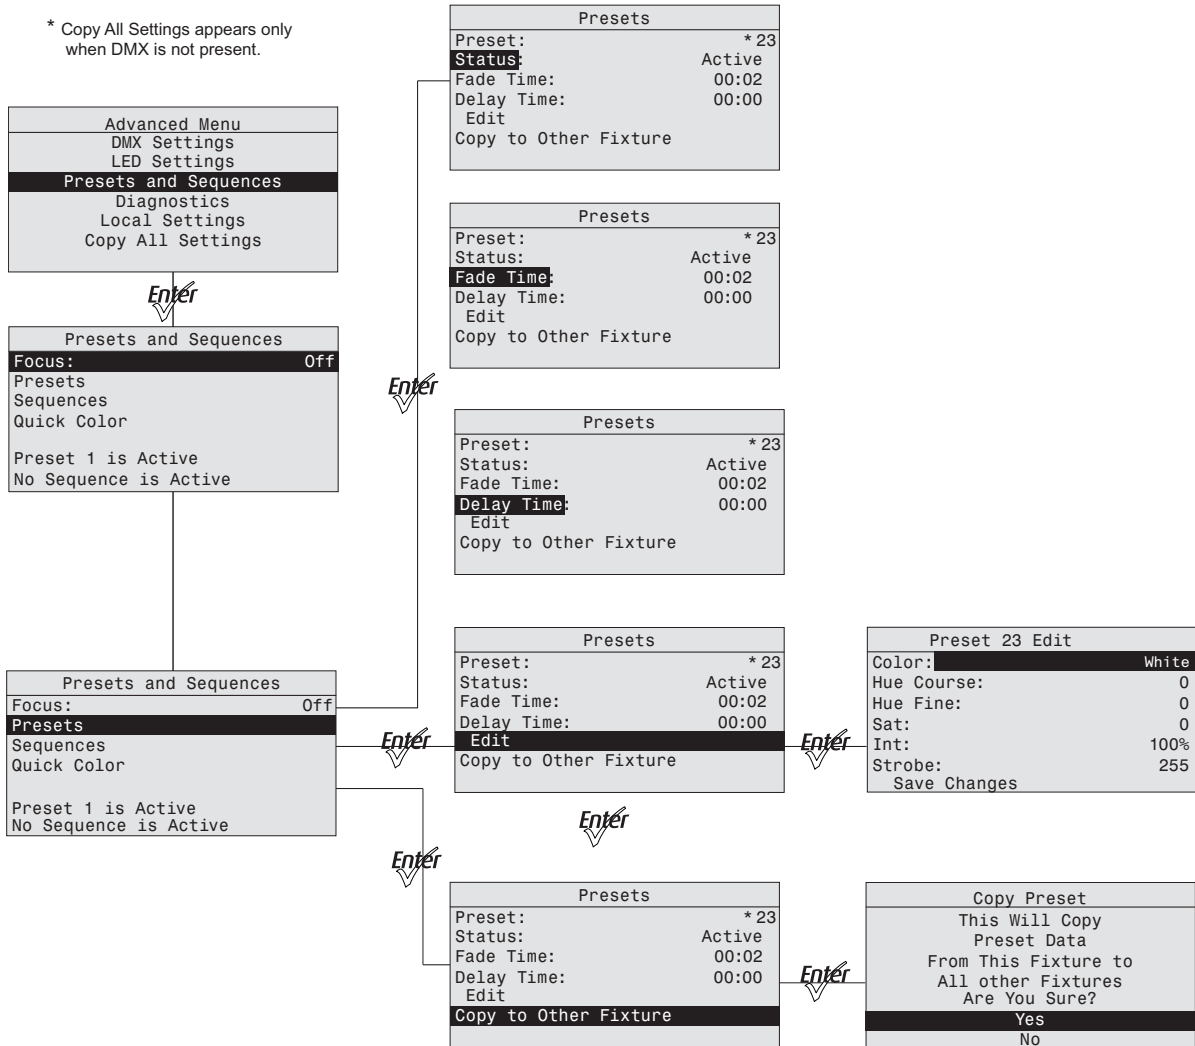 * Copy All Settings appears only
when DMX is not present.
Advanced Menu
DMX Settings
LED Settings
Presets and Sequences
Diagnostics
Local Settings
Copy All Settings
Enter
Presets and Sequences
Focus: Off
Presets
Sequences
Quick Color
Preset 1 is Active
No Sequence is Active
Presets and Sequences
Focus: Off
Presets
Sequences
Quick Color
Preset 1 is Active
No Sequence is Active
Enter
Presets
Preset: *23
Status: Active
Fade Time: 00:02
Delay Time: 00:00
Edit
Copy to Other Fixture
Presets
Preset: *23
Status: Active
Fade Time: 00:02
Delay Time: 00:00
Edit
Copy to Other Fixture
Presets
Preset: *23
Status: Active
Fade Time: 00:02
Delay Time: 00:00
Edit
Copy to Other Fixture
Enter
Presets
Preset: *23
Status: Active
Fade Time: 00:02
Delay Time: 00:00
Edit
Copy to Other Fixture
Enter
Preset 23 Edit
Color: White
Hue Course: 0
Hue Fine: 0
Sat: 0
Int: 100%
Strobe: 255
Save Changes
Enter
Enter
Presets
Preset: *23
Status: Active
Fade Time: 00:02
Delay Time: 00:00
Edit
Copy to Other Fixture
Enter
Copy Preset
This Will Copy
Preset Data
From This Fixture to
All other Fixtures
Are You Sure?
Yes
No